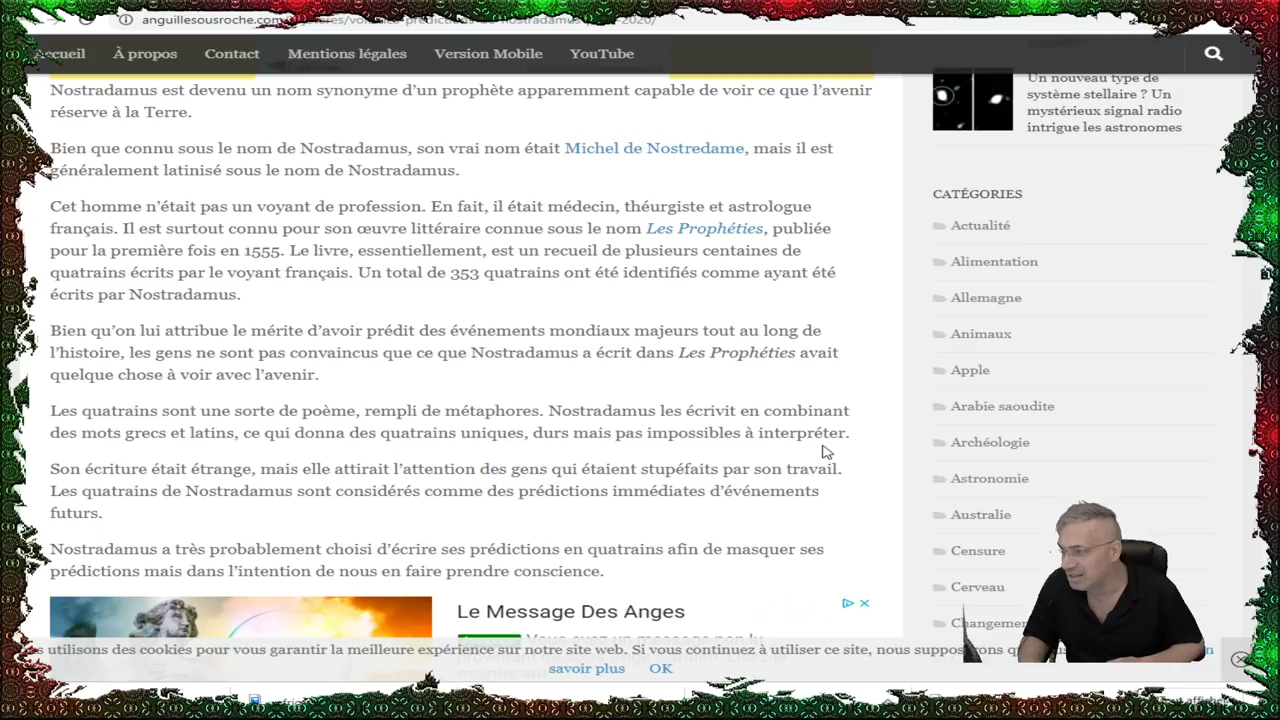 anguillesousroche.com
Accueil À propos Contact Mentions légales Version Mobile YouTube
Nostradamus est devenu un nom synonyme d'un prophète apparemment capable de voir ce que l'avenir
réserve à la Terre.
Bien que connu sous le nom de Nostradamus, son vrai nom était Michel de Nostredame, mais il est
généralement latinisé sous le nom de Nostradamus.
Cet homme n'était pas un voyant de profession. En fait, il était médecin, théurgiste et astrologue
français. Il est surtout connu pour son œuvre littéraire connue sous le nom Les Prophéties, publiée
pour la première fois en 1555. Le livre, essentiellement, est un recueil de plusieurs centaines de
quatrains écrits par le voyant français. Un total de 353 quatrains ont été identifiés comme ayant été
écrits par Nostradamus.
Bien qu'on lui attribue le mérite d'avoir prédit des événements mondiaux majeurs tout au long de
l'histoire, les gens ne sont pas convaincus que ce que Nostradamus a écrit dans Les Prophéties avait
quelque chose à voir avec l'avenir.
Les quatrains sont une sorte de poème, rempli de métaphores. Nostradamus les écrivit en combinant
des mots grecs et latins, ce qui donna des quatrains uniques, durs mais pas impossibles à interpréter.
Son écriture était étrange, mais elle attirait l'attention des gens qui étaient stupéfaits par son travail.
Les quatrains de Nostradamus sont considérés comme des prédictions immédiates d'événements
futurs.
Nostradamus a très probablement choisi d'écrire ses prédictions en quatrains afin de masquer ses
prédictions mais dans l'intention de nous en faire prendre conscience.
Le Message Des Anges
Un nouveau type de
système stellaire ? Un
mystérieux signal radio
intrigue les astronomes
CATÉGORIES
Actualité
Alimentation
Allemagne
Animaux
Apple
Arabie saoudite
Archéologie
Astronomie
Australie
Censure
Cerveau
utilisons des cookies pour vous garantir la meilleure expérience sur notre site web. Si vous continuez à utiliser ce site, nous
savoir plus OK